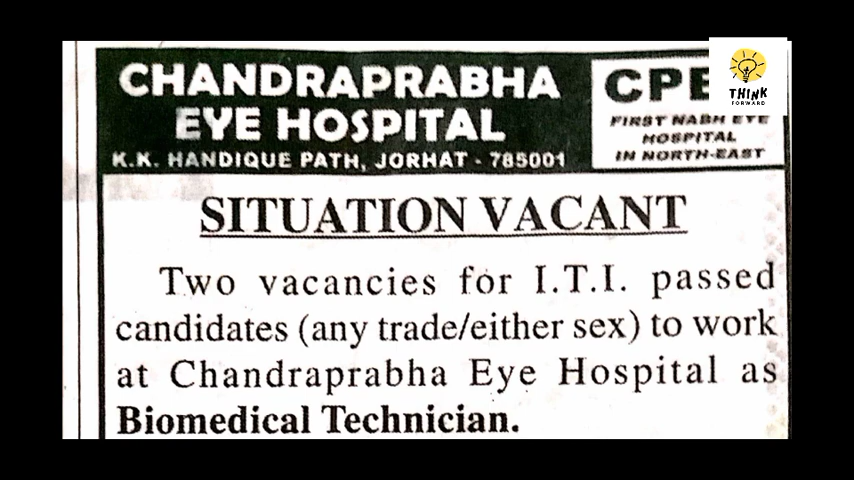 CHANDRAPRABHA
EYE HOSPITAL
K.K. HANDIQUE PATH, JORHAT - 785001
FIRST NABH EYE
HOSPITAL
IN NORTH-EAST
THINK
FORWARD
SITUATION VACANT
Two vacancies for I.T.I. passed
candidates (any trade/either sex) to work
at Chandraprabha Eye Hospital as
Biomedical Technician.